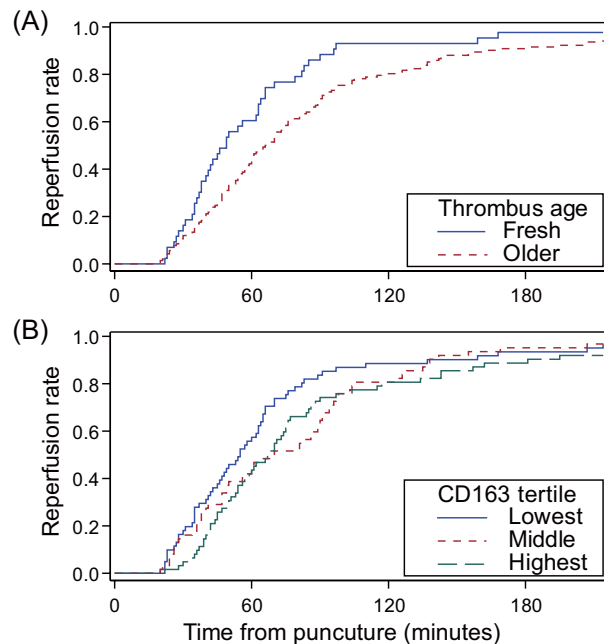 (A)
Reperfusion rate
1.0
0.8
0.6
0.4
0.2
0.0
Thrombus age
Fresh
Older
0 60 120 180
(B)
Reperfusion rate
1.0
0.8
0.6
0.4
0.2
0.0
CD163 tertile
Lowest
Middle
Highest
0 60 120 180
Time from puncuture (minutes)